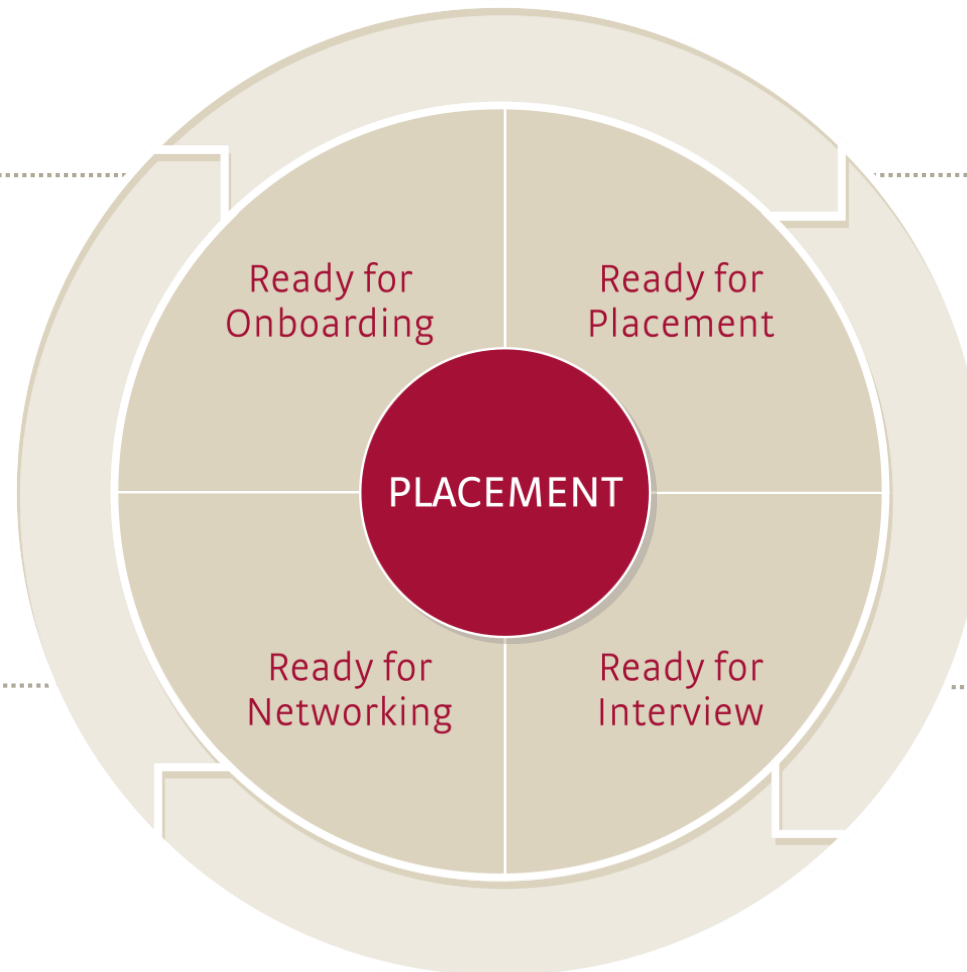 Ready for
Onboarding
Ready for
Placement
PLACEMENT
Ready for
Networking
Ready for
Interview